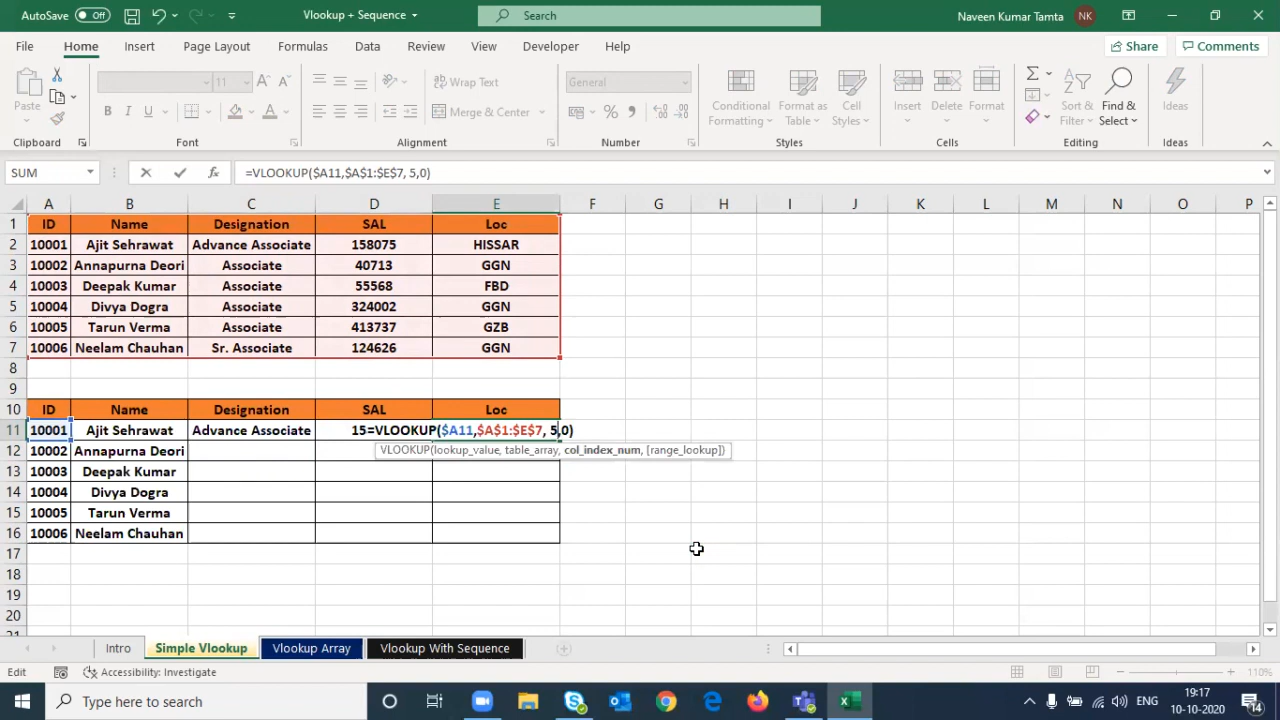 AutoSave Off Vlookup + Sequence Search Naveen Kumar Tamta NK
File Home Insert Page Layout Formulas Data Review View Developer Help Share Comments
Paste 11 Wrap Text General Conditional Formatting Format as Table Cell Styles Insert Delete Format Sort & Filter Find & Select Ideas
B I U Merge & Center
Clipboard Font Alignment Number Styles Cells Editing Ideas
SUM =VLOOKUP($A11,$A$1:$E$7, 5,0)
A B C D E F G H I J K L M N O P
1 ID Name Designation SAL Loc
2 10001 Ajit Sehrawat Advance Associate 158075 HISSAR
3 10002 Annapurna Deori Associate 40713 GGN
4 10003 Deepak Kumar Associate 55568 FBD
5 10004 Divya Dogra Associate 324002 GGN
6 10005 Tarun Verma Associate 413737 GZB
7 10006 Neelam Chauhan Sr. Associate 124626 GGN
8
9
10 ID Name Designation SAL Loc
11 10001 Ajit Sehrawat Advance Associate 15=VLOOKUP($A11,$A$1:$E$7, 5,0)
VLOOKUP(lookup_value, table_array, col_index_num, [range_lookup])
12 10002 Annapurna Deori
13 10003 Deepak Kumar
14 10004 Divya Dogra
15 10005 Tarun Verma
16 10006 Neelam Chauhan
17
18
19
20
21
Intro Simple Vlookup Vlookup Array Vlookup With Sequence
Edit Accessibility: Investigate 110%
Type here to search ENG 19:17
10-10-2020 14